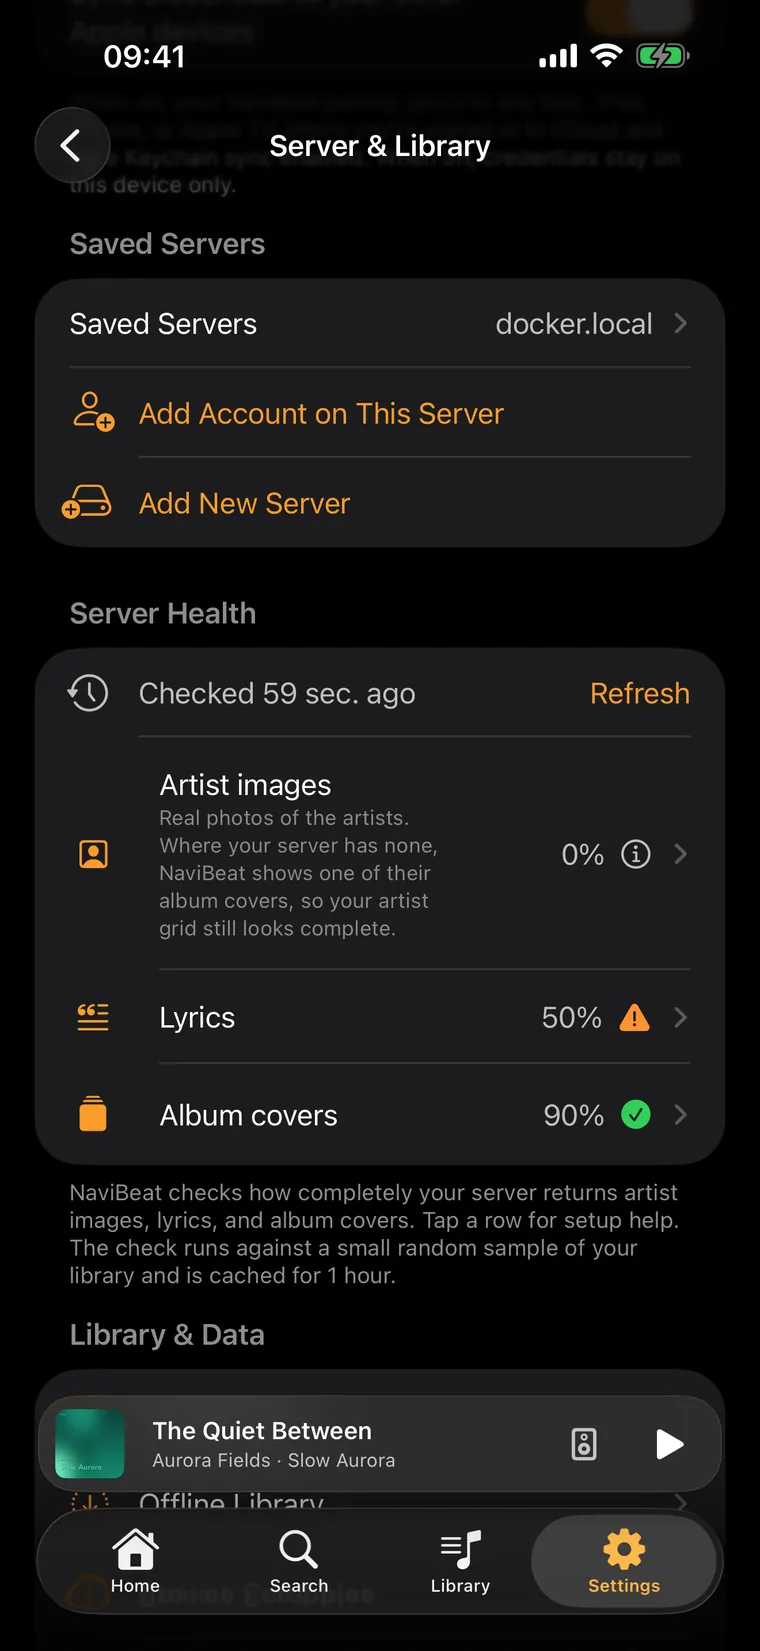 09:41
Server & Library
this device only.
Saved Servers
Saved Servers docker.local
Add Account on This Server
Add New Server
Server Health
Checked 59 sec. ago Refresh
Artist images
Real photos of the artists.
Where your server has none,
NaviBeat shows one of their
album covers, so your artist
grid still looks complete.
0%
Lyrics 50%
Album covers 90%
NaviBeat checks how completely your server returns artist
images, lyrics, and album covers. Tap a row for setup help.
The check runs against a small random sample of your
library and is cached for 1 hour.
Library & Data
The Quiet Between
Aurora Fields · Slow Aurora
Offline Library
Home Search Library Settings